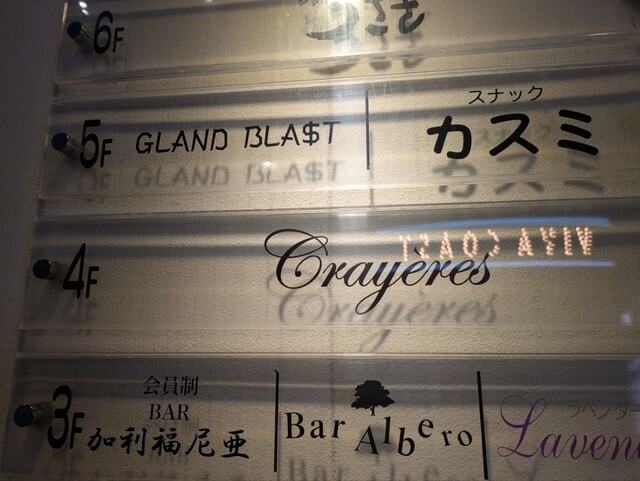 6F
5F
GLAND BLA$T
スナック
カスミ
4F
Crayères
3F
会員制
BAR
加利福尼亜
Bar Albero
ラベンダー
Laven